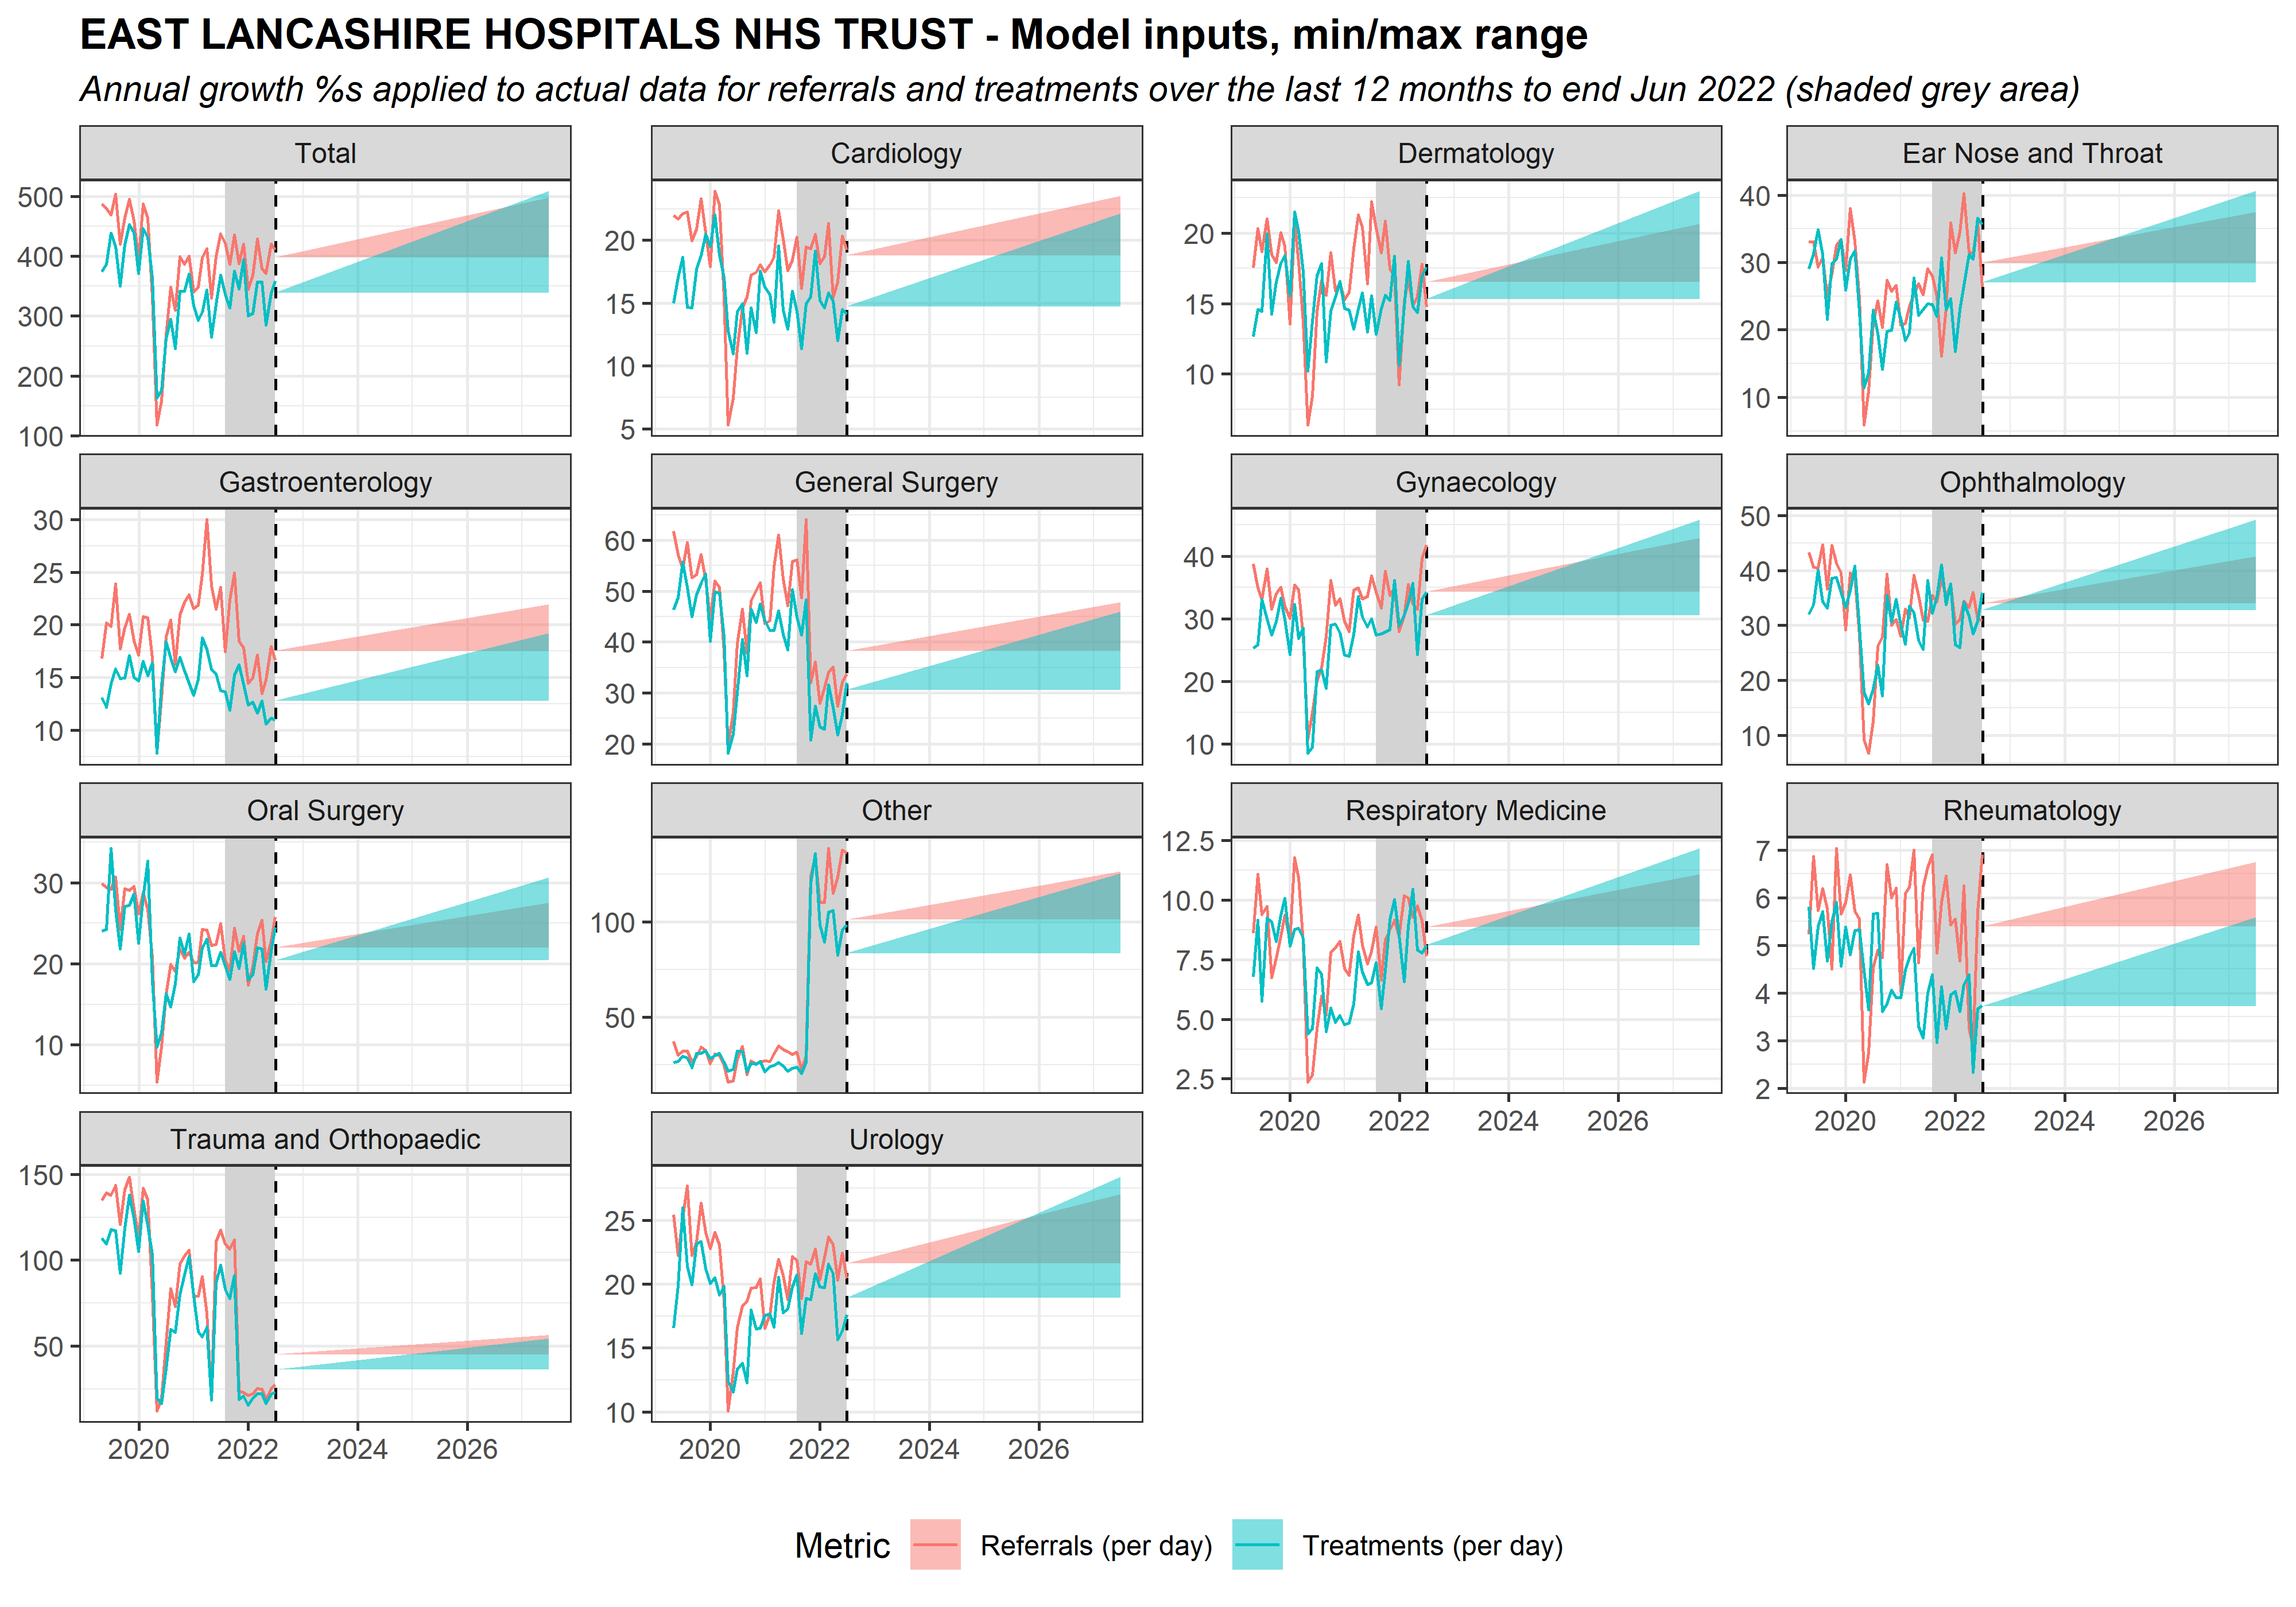 EAST LANCASHIRE HOSPITALS NHS TRUST - Model inputs, min/max range
Annual growth %s applied to actual data for referrals and treatments over the last 12 months to end Jun 2022 (shaded grey area)
Total
Cardiology
Dermatology
Ear Nose and Throat
500
400
300
200
100
20
15
10
5
20
15
10
40
30
20
10
Gastroenterology
General Surgery
Gynaecology
Ophthalmology
30
25
20
15
10
60
50
40
30
20
40
30
20
10
50
40
30
20
10
Oral Surgery
Other
Respiratory Medicine
Rheumatology
30
20
10
100
50
12.5
10.0
7.5
5.0
2.5
7
6
5
4
3
2
2020 2022 2024 2026
2020 2022 2024 2026
Trauma and Orthopaedic
Urology
150
100
50
25
20
15
10
2020 2022 2024 2026
2020 2022 2024 2026
Metric Referrals (per day) Treatments (per day)